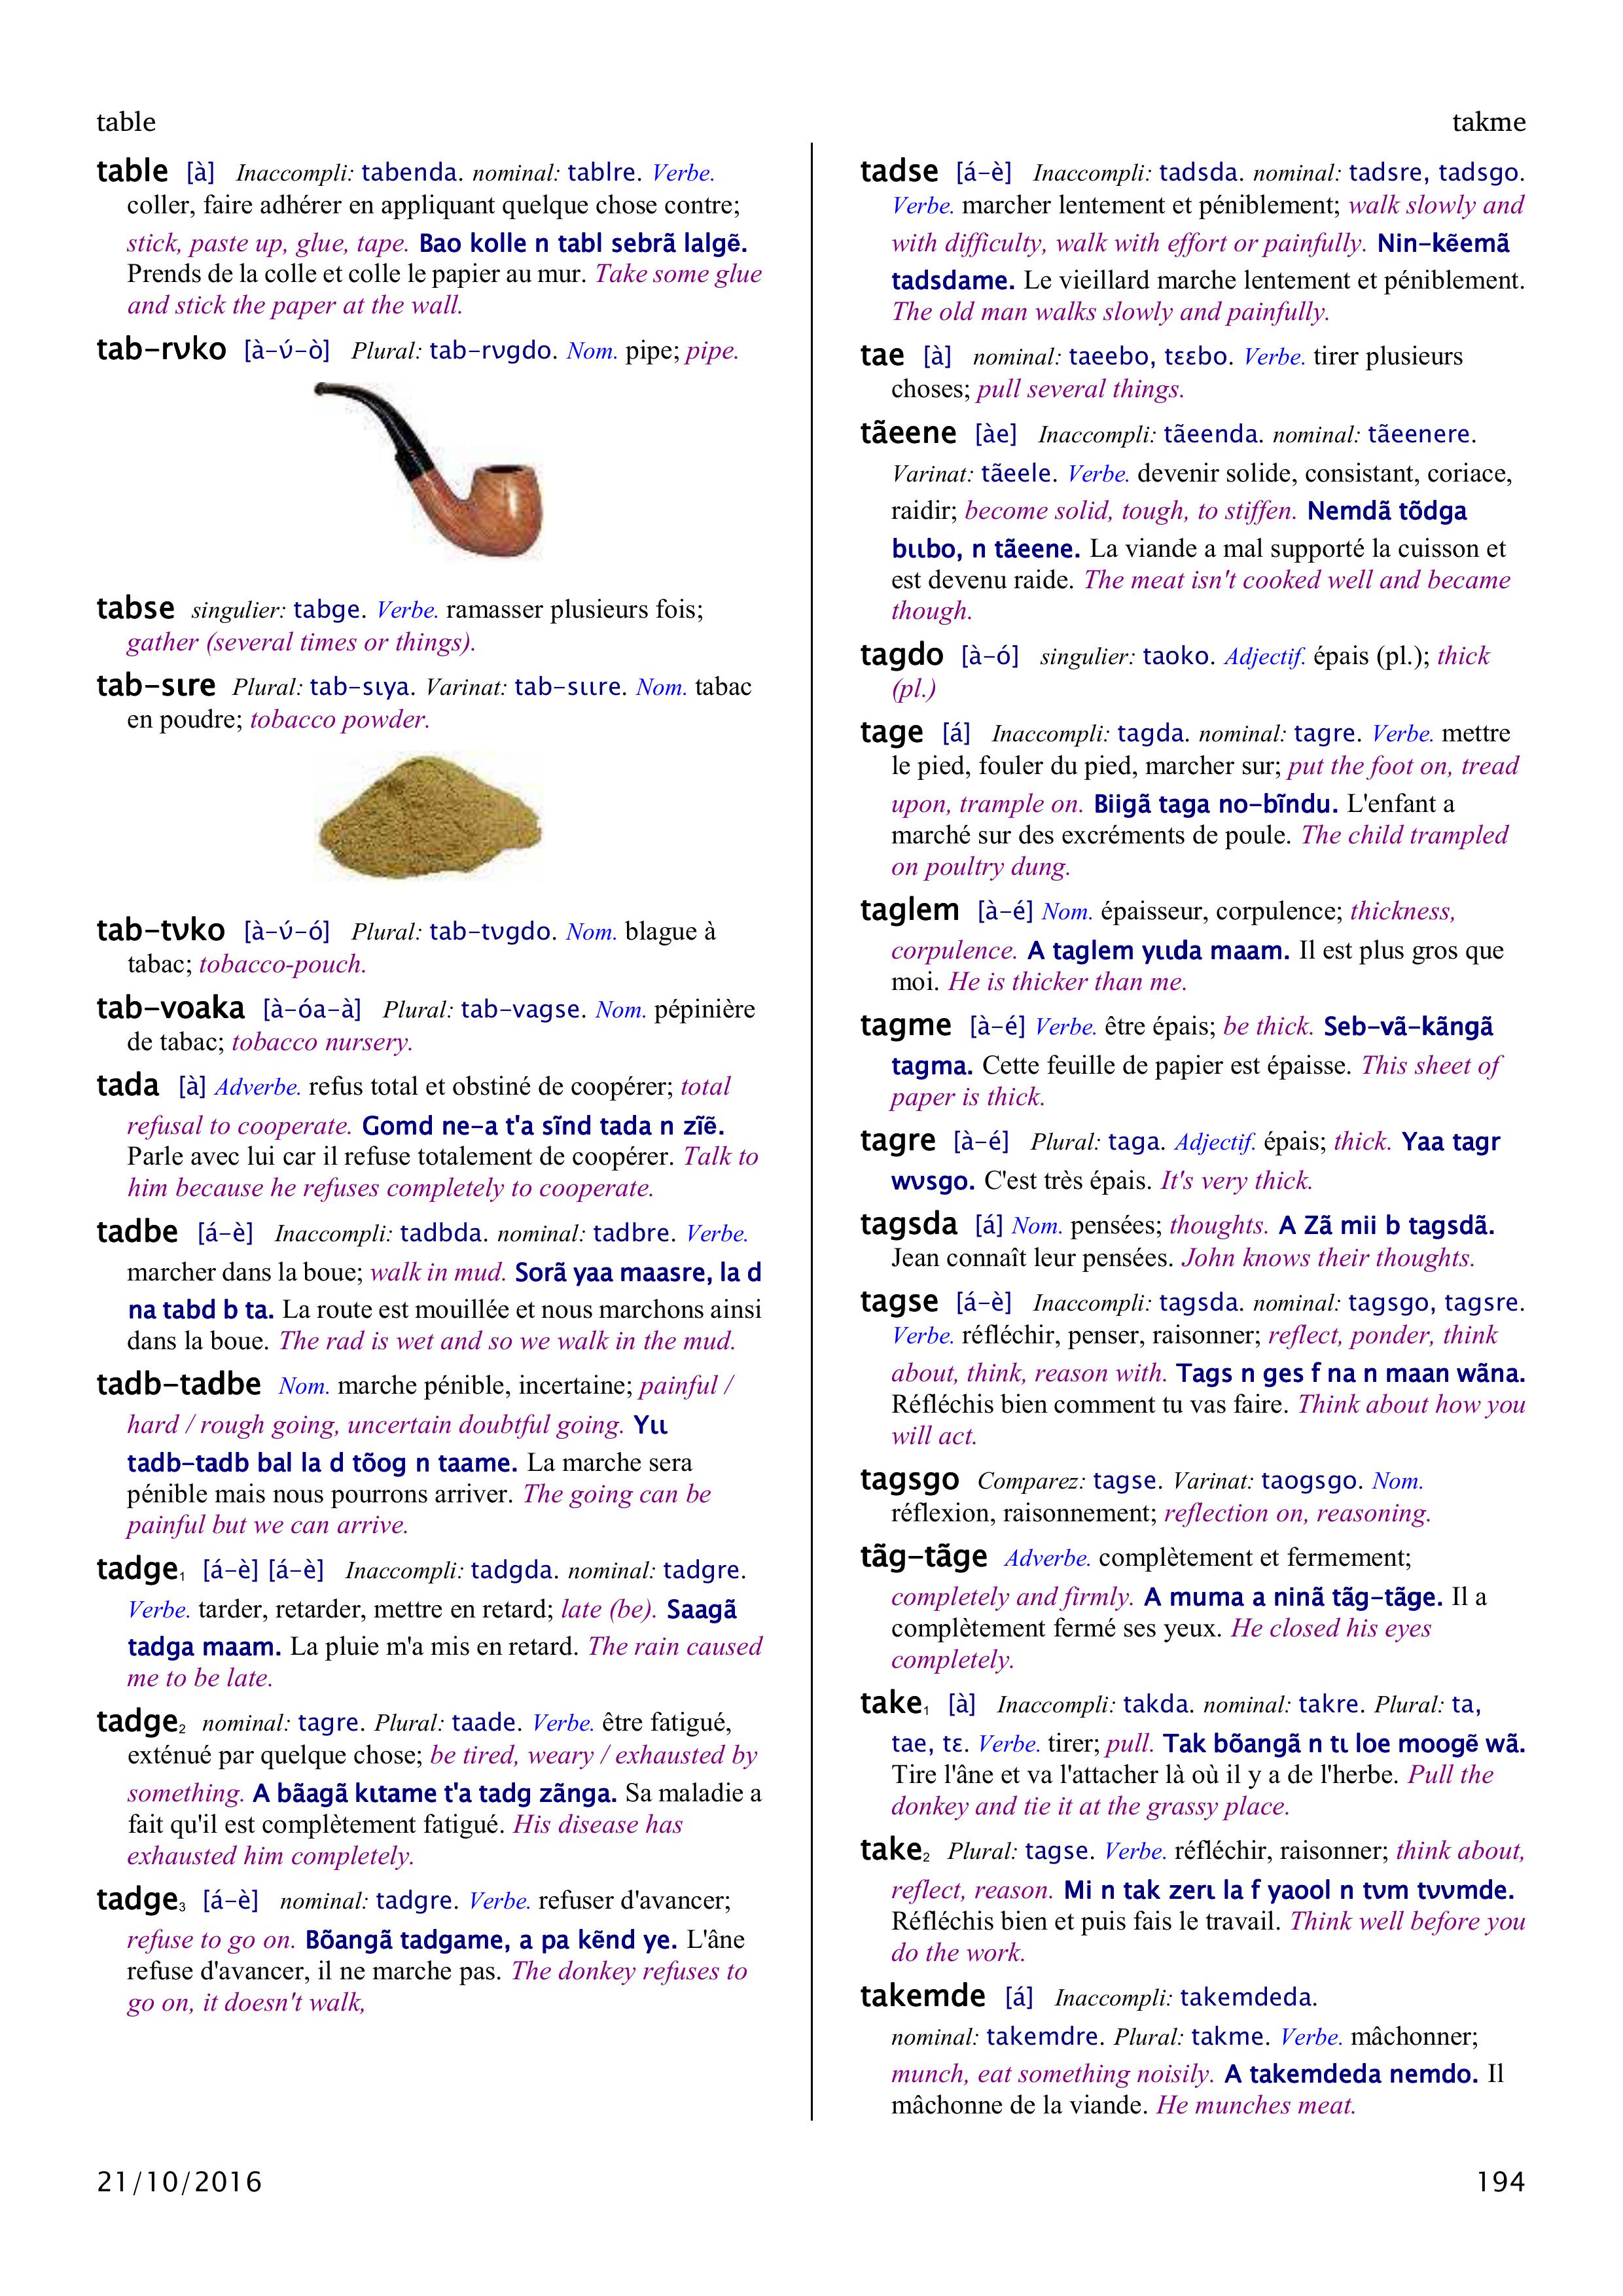 table
takme
table [à] Inaccompli: tabenda. nominal: tablre. Verbe.
coller, faire adhérer en appliquant quelque chose contre;
stick, paste up, glue, tape. Bao kolle n tabl sebrã lalgẽ.
Prends de la colle et colle le papier au mur. Take some glue
and stick the paper at the wall.
tab–rʋko [à–ʋ́–ò] Plural: tab–rʋgdo. Nom. pipe; pipe.
tabse singulier: tabge. Verbe. ramasser plusieurs fois;
gather (several times or things).
tab–sɩre Plural: tab–sɩya. Varinat: tab–sɩɩre. Nom. tabac
en poudre; tobacco powder.
tab–tʋko [à–ʋ́–ó] Plural: tab–tʋgdo. Nom. blague à
tabac; tobacco-pouch.
tab–voaka [à–óa–à] Plural: tab–vagse. Nom. pépinière
de tabac; tobacco nursery.
tada [à] Adverbe. refus total et obstiné de coopérer; total
refusal to cooperate. Gomd ne–a t'a sĩnd tada n zĩẽ.
Parle avec lui car il refuse totalement de coopérer. Talk to
him because he refuses completely to cooperate.
tadbe [á–è] Inaccompli: tadbda. nominal: tadbre. Verbe.
marcher dans la boue; walk in mud. Sorã yaa maasre, la d
na tabd b ta. La route est mouillée et nous marchons ainsi
dans la boue. The rad is wet and so we walk in the mud.
tadb–tadbe Nom. marche pénible, incertaine; painful /
hard / rough going, uncertain doubtful going. Yɩɩ
tadb–tadb bal la d tõog n taame. La marche sera
pénible mais nous pourrons arriver. The going can be
painful but we can arrive.
tadge₁ [á–è] [á–è] Inaccompli: tadgda. nominal: tadgre.
Verbe. tarder, retarder, mettre en retard; late (be). Saagã
tadga maam. La pluie m'a mis en retard. The rain caused
me to be late.
tadge₂ nominal: tagre. Plural: taade. Verbe. être fatigué,
exténué par quelque chose; be tired, weary / exhausted by
something. A bãagã kɩtame t'a tadg zãnga. Sa maladie a
fait qu'il est complètement fatigué. His disease has
exhausted him completely.
tadge₃ [á–è] nominal: tadgre. Verbe. refuser d'avancer;
refuse to go on. Bõangã tadgame, a pa kẽnd ye. L'âne
refuse d'avancer, il ne marche pas. The donkey refuses to
go on, it doesn't walk,
tadse [á–è] Inaccompli: tadsda. nominal: tadsre, tadsgo.
Verbe. marcher lentement et péniblement; walk slowly and
with difficulty, walk with effort or painfully. Nin–kẽemã
tadsdame. Le vieillard marche lentement et péniblement.
The old man walks slowly and painfully.
tae [à] nominal: taeebo, tɛɛbo. Verbe. tirer plusieurs
choses; pull several things.
tãeene [àe] Inaccompli: tãeenda. nominal: tãeenere.
Varinat: tãeele. Verbe. devenir solide, consistant, coriace,
raidir; become solid, tough, to stiffen. Nemdã tõdga
bɩɩbo, n tãeene. La viande a mal supporté la cuisson et
est devenu raide. The meat isn't cooked well and became
though.
tagdo [à–ó] singulier: taoko. Adjectif. épais (pl.); thick
(pl.)
tage [á] Inaccompli: tagda. nominal: tagre. Verbe. mettre
le pied, fouler du pied, marcher sur; put the foot on, tread
upon, trample on. Biigã taga no–bĩndu. L'enfant a
marché sur des excréments de poule. The child trampled
on poultry dung.
taglem [à–é] Nom. épaisseur, corpulence; thickness,
corpulence. A taglem yɩɩda maam. Il est plus gros que
moi. He is thicker than me.
tagme [à–é] Verbe. être épais; be thick. Seb–vã–kãngã
tagma. Cette feuille de papier est épaisse. This sheet of
paper is thick.
tagre [à–é] Plural: taga. Adjectif. épais; thick. Yaa tagr
wʋsgo. C'est très épais. It's very thick.
tagsda [á] Nom. pensées; thoughts. A Zã mii b tagsdã.
Jean connaît leur pensées. John knows their thoughts.
tagse [á–è] Inaccompli: tagsda. nominal: tagsgo, tagsre.
Verbe. réfléchir, penser, raisonner; reflect, ponder, think
about, think, reason with. Tags n ges f na n maan wãna.
Réfléchis bien comment tu vas faire. Think about how you
will act.
tagsgo Comparez: tagse. Varinat: taogsgo. Nom.
réflexion, raisonnement; reflection on, reasoning.
tãg–tãge Adverbe. complètement et fermement;
completely and firmly. A muma a ninã tãg–tãge. Il a
complètement fermé ses yeux. He closed his eyes
completely.
take₁ [à] Inaccompli: takda. nominal: takre. Plural: ta,
tae, tɛ. Verbe. tirer; pull. Tak bõangã n tɩ loe moogẽ wã.
Tire l'âne et va l'attacher là où il y a de l'herbe. Pull the
donkey and tie it at the grassy place.
take₂ Plural: tagse. Verbe. réfléchir, raisonner; think about,
reflect, reason. Mi n tak zerɩ la f yaool n tʋm tʋʋmde.
Réfléchis bien et puis fais le travail. Think well before you
do the work.
takemde [á] Inaccompli: takemdeda.
nominal: takemdre. Plural: takme. Verbe. mâchonner;
munch, eat something noisily. A takemdeda nemdo. Il
mâchonne de la viande. He munches meat.
21/10/2016
194